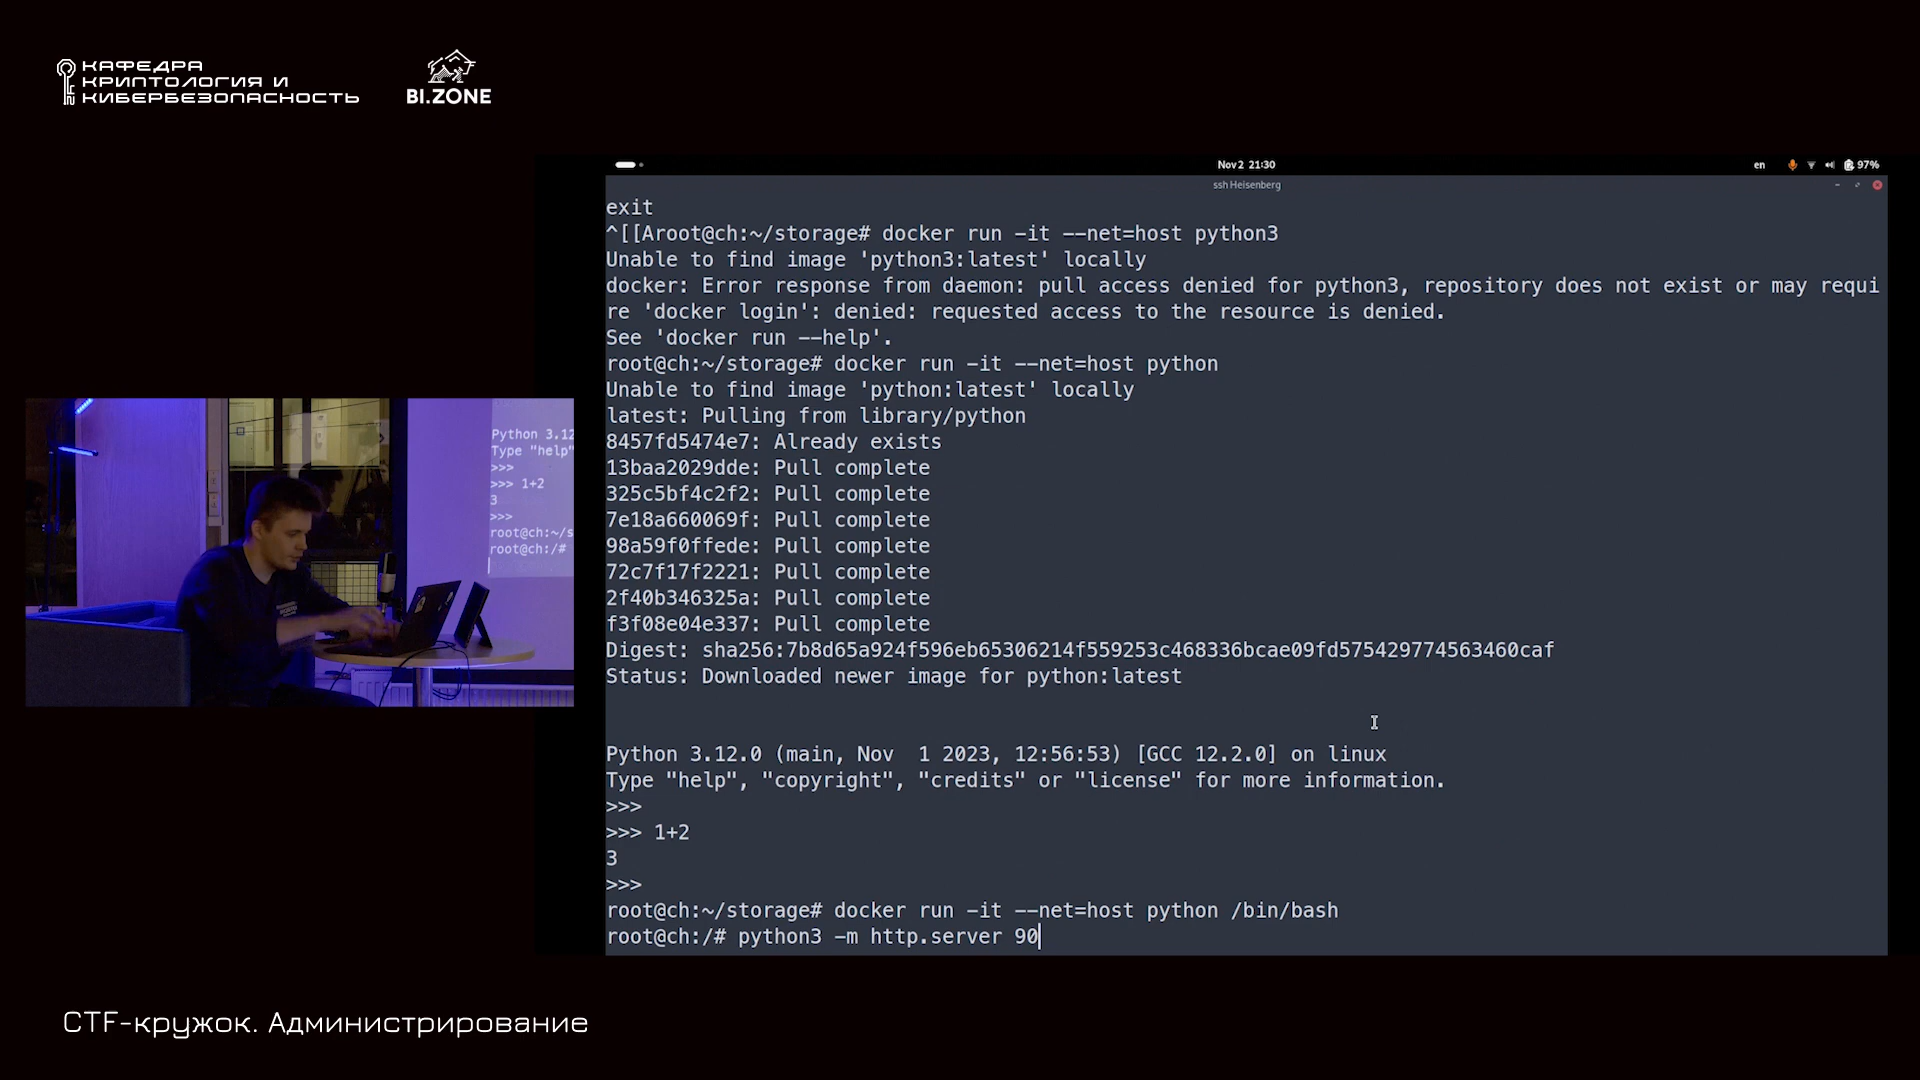 КАФЕДРА
КРИПТОЛОГИЯ И
КИБЕРБЕЗОПАСНОСТЬ
BI.ZONE
Nov 2 21:30
en
97%
ssh Heisenberg
exit
^[[Aroot@ch:~/storage# docker run -it --net=host python3
Unable to find image 'python3:latest' locally
docker: Error response from daemon: pull access denied for python3, repository does not exist or may requi
re 'docker login': denied: requested access to the resource is denied.
See 'docker run --help'.
root@ch:~/storage# docker run -it --net=host python
Unable to find image 'python:latest' locally
latest: Pulling from library/python
8457fd5474e7: Already exists
13baa2029dde: Pull complete
325c5bf4c2f2: Pull complete
7e18a660069f: Pull complete
98a59f0ffede: Pull complete
72c7f17f2221: Pull complete
2f40b346325a: Pull complete
f3f08e04e337: Pull complete
Digest: sha256:7b8d65a924f596eb65306214f559253c468336bcae09fd575429774563460caf
Status: Downloaded newer image for python:latest
Python 3.12.0 (main, Nov  1 2023, 12:56:53) [GCC 12.2.0] on linux
Type "help", "copyright", "credits" or "license" for more information.
>>>
>>> 1+2
3
>>>
root@ch:~/storage# docker run -it --net=host python /bin/bash
root@ch:/# python3 -m http.server 90
Python 3.12
Type "help"
>>>
>>> 1+2
3
>>>
root@ch:~/s
root@ch:/#
CTF-кружок. Администрирование